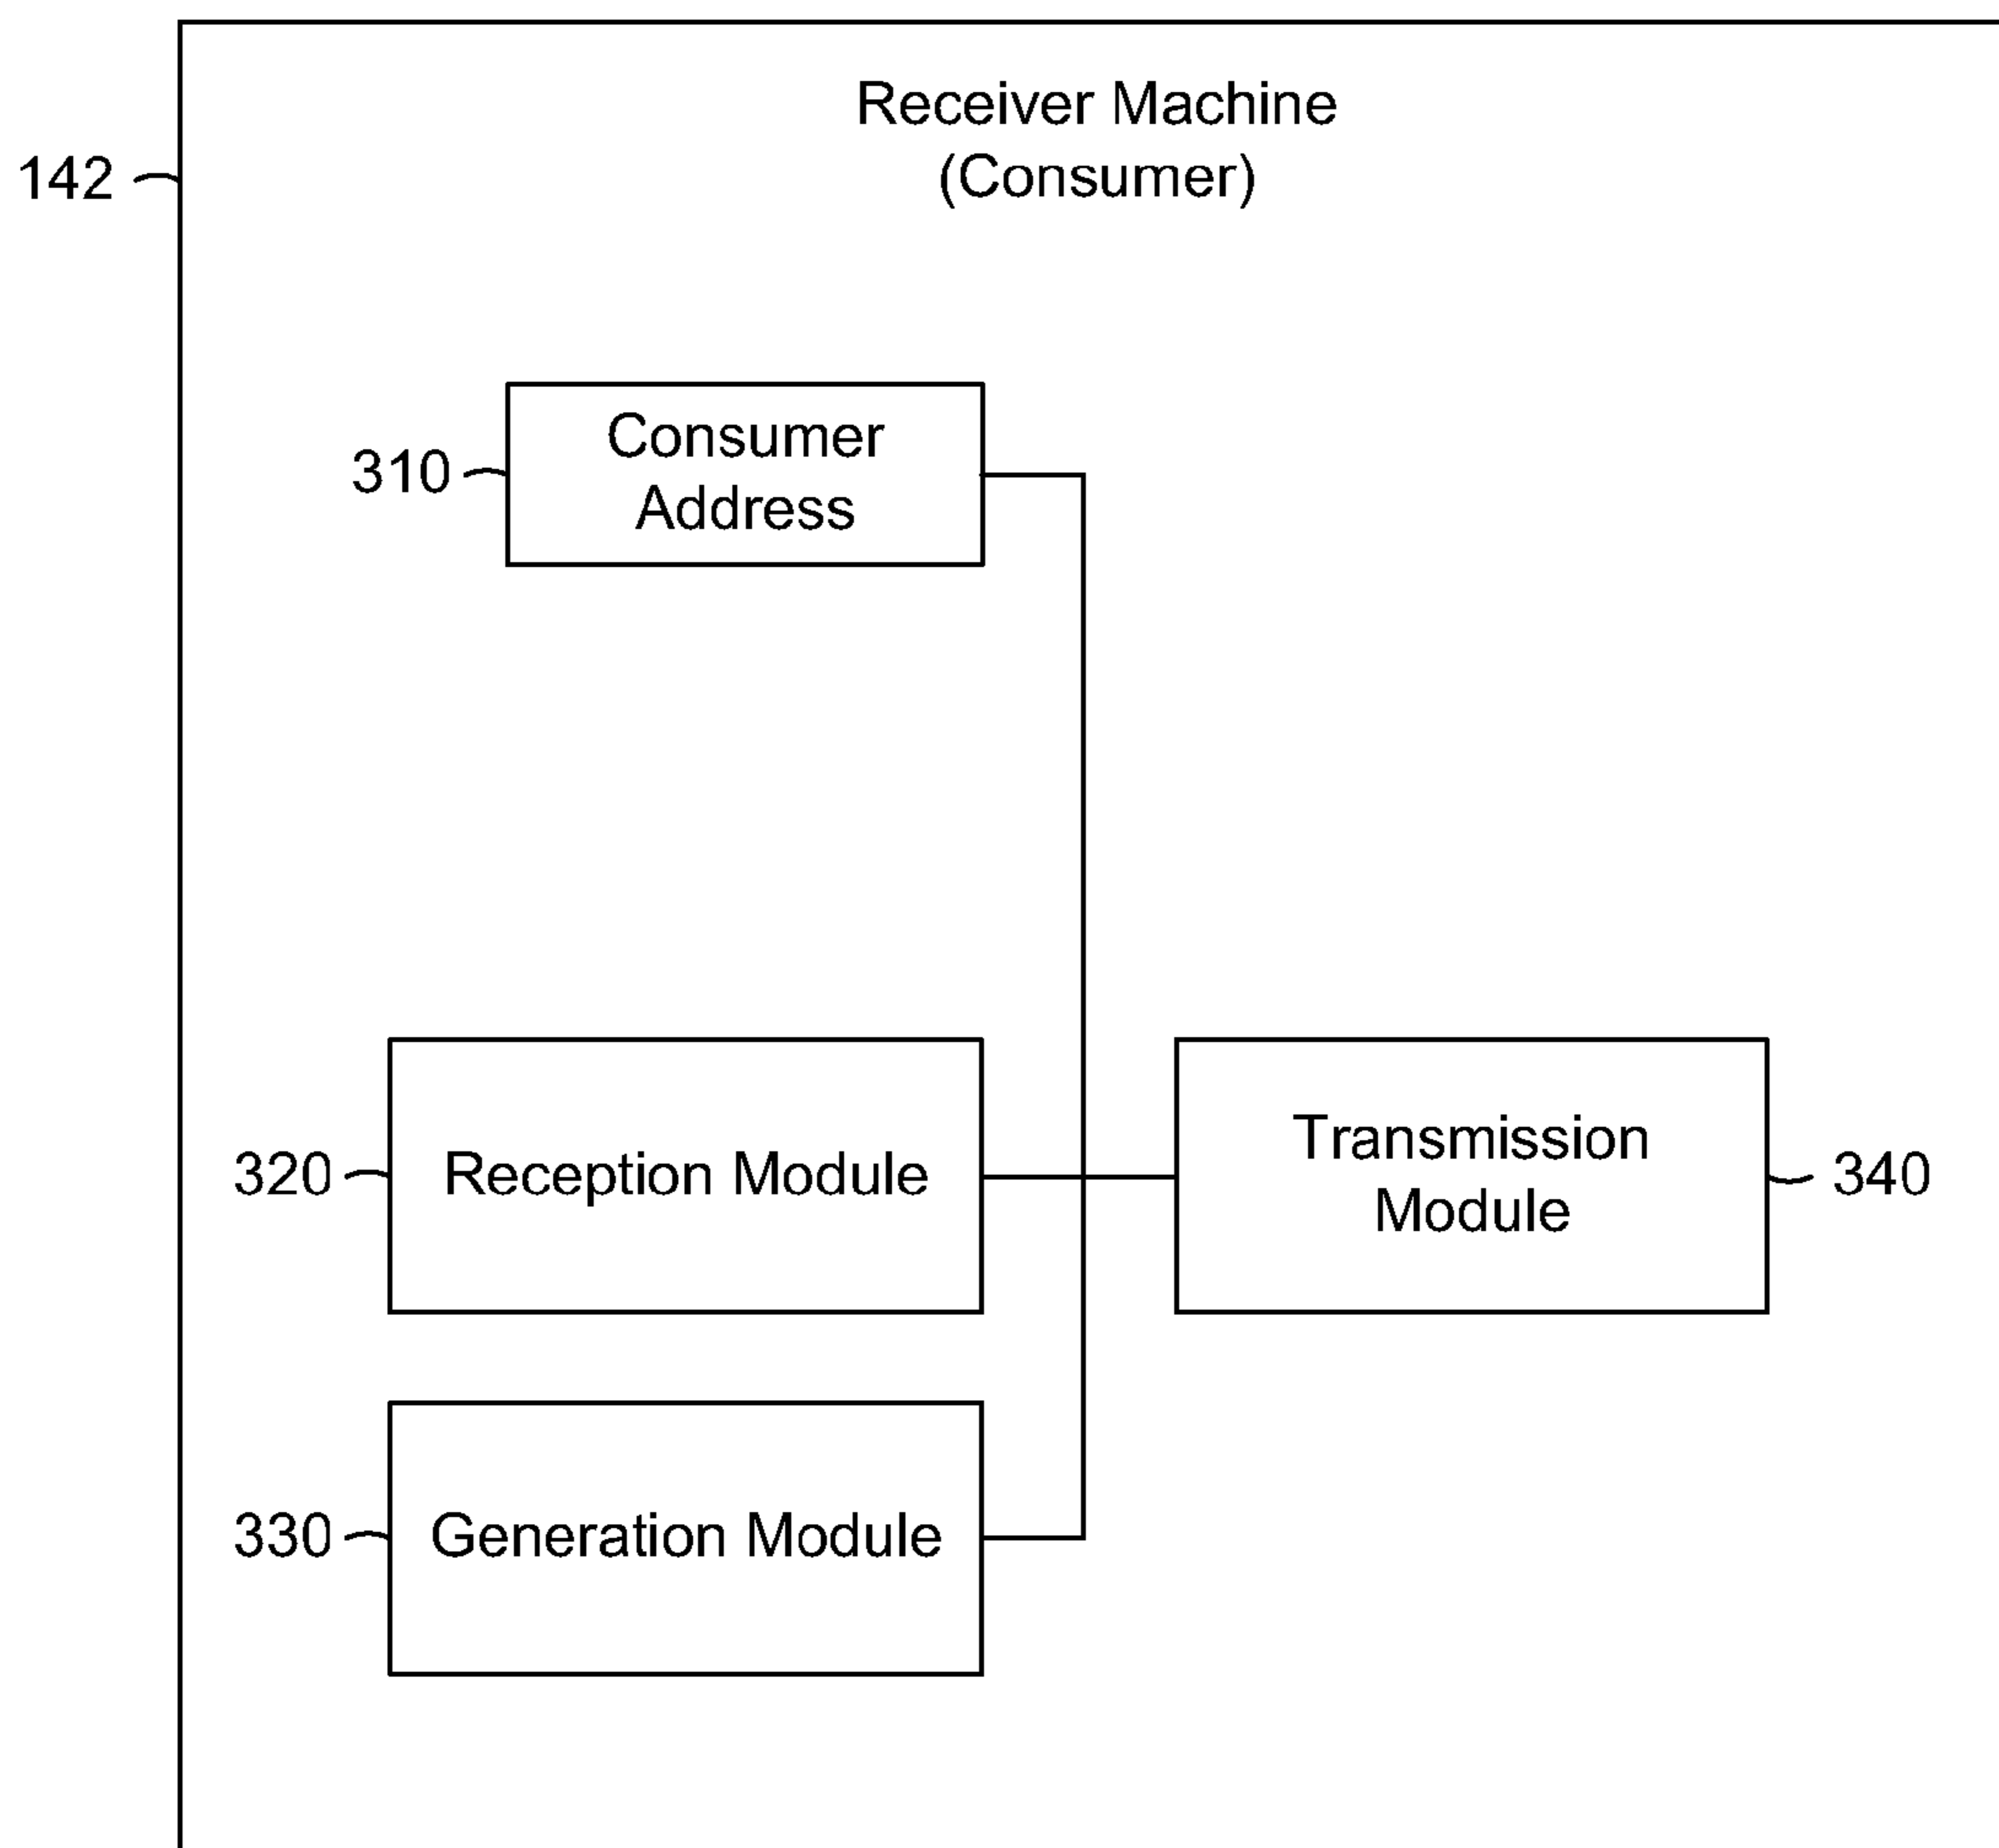 Receiver Machine
(Consumer)
142
Consumer
Address
310
320
Reception Module
Transmission
Module
340
330
Generation Module